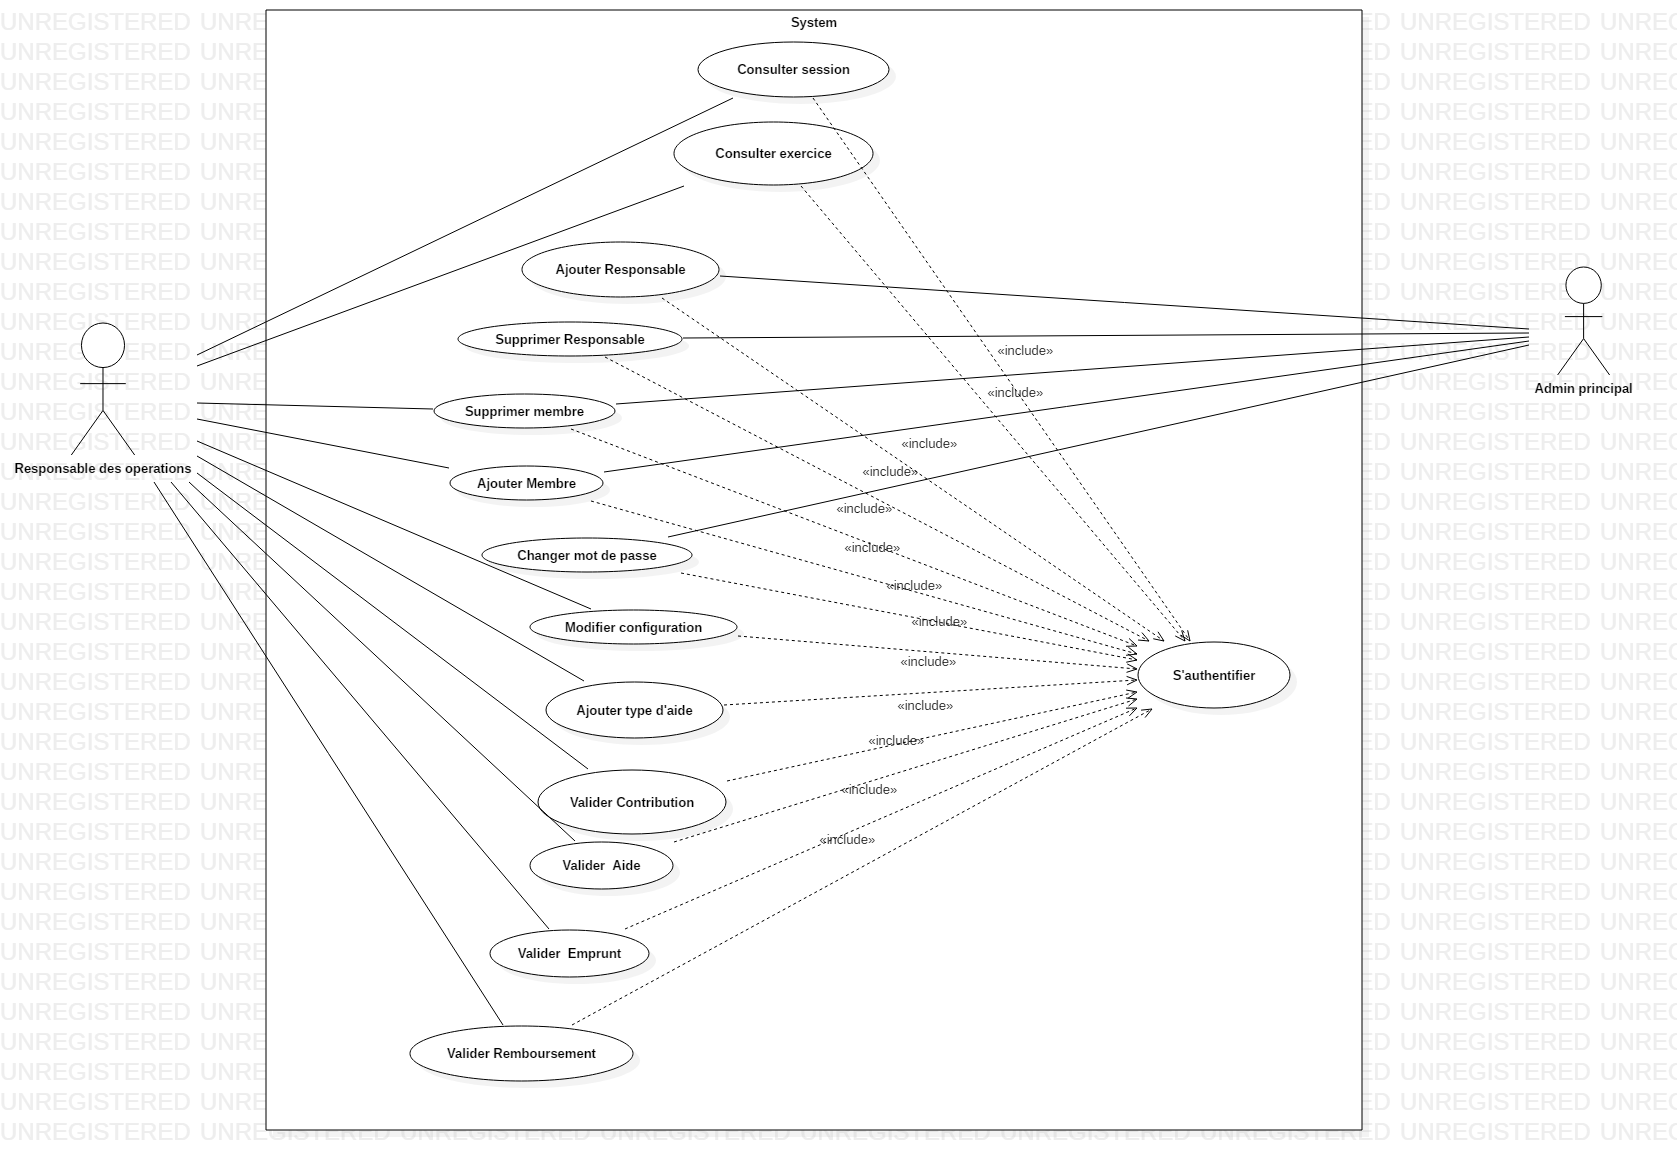 System
Consulter session
Consulter exercice
Ajouter Responsable
Supprimer Responsable
«include»
Admin principal
«include»
Supprimer membre
«include»
Responsable des operations
«include»
Ajouter Membre
«include»
«include»
Changer mot de passe
«include»
«include»
Modifier configuration
«include»
S'authentifier
«include»
Ajouter type d'aide
«include»
«include»
Valider Contribution
«include»
Valider  Aide
Valider  Emprunt
Valider Remboursement
UNREGISTERED